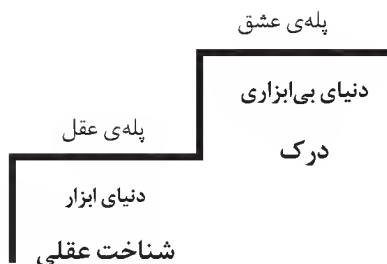 پله‌ی عشق
دنیای بی‌ابزاری
درک
پله‌ی عقل
دنیای ابزار
شناخت عقلی